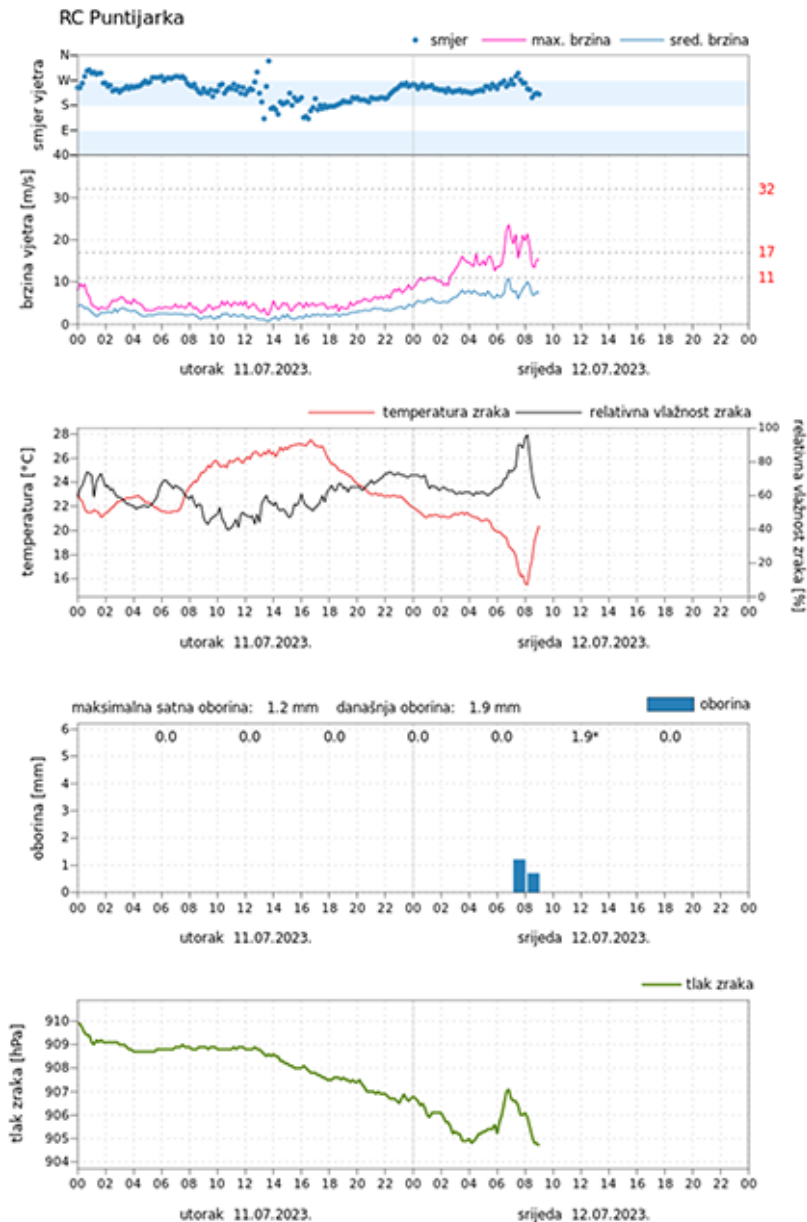 RC Puntijarka
smjer max. brzina sred. brzina
N
W
S
E
smjer vjetra
40
30
20
10
0
brzina vjetra [m/s]
32
17
11
00 02 04 06 08 10 12 14 16 18 20 22 00 02 04 06 08 10 12 14 16 18 20 22 00
utorak 11.07.2023. srijeda 12.07.2023.
temperatura zraka relativna vlažnost zraka
28
26
24
22
20
18
16
temperatura [°C]
100
80
60
40
20
0
relativna vlažnost zraka [%]
00 02 04 06 08 10 12 14 16 18 20 22 00 02 04 06 08 10 12 14 16 18 20 22 00
utorak 11.07.2023. srijeda 12.07.2023.
maksimalna satna oborina: 1.2 mm današnja oborina: 1.9 mm oborina
0.0 0.0 0.0 0.0 0.0 1.9* 0.0
6
5
4
3
2
1
0
oborina [mm]
00 02 04 06 08 10 12 14 16 18 20 22 00 02 04 06 08 10 12 14 16 18 20 22 00
utorak 11.07.2023. srijeda 12.07.2023.
tlak zraka
910
909
908
907
906
905
904
tlak zraka [hPa]
00 02 04 06 08 10 12 14 16 18 20 22 00 02 04 06 08 10 12 14 16 18 20 22 00
utorak 11.07.2023. srijeda 12.07.2023.